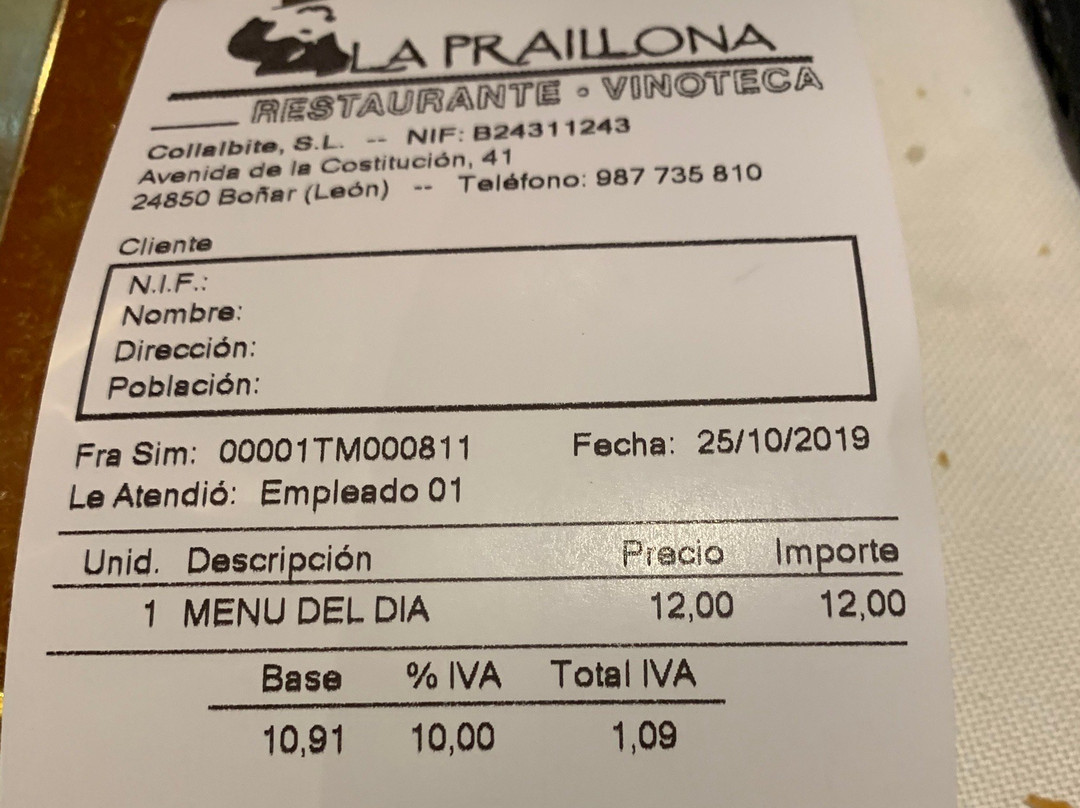 LA PRAILLONA
RESTAURANTE • VINOTECA
Collalbite, S.L. -- NIF: B24311243
Avenida de la Costitución, 41
24850 Boñar (León) -- Teléfono: 987 735 810
Cliente
N.I.F.:
Nombre:
Dirección:
Población:
Fra Sim: 00001TM000811 Fecha: 25/10/2019
Le Atendió: Empleado 01
Unid. Descripción Precio Importe
1 MENU DEL DIA 12,00 12,00
Base % IVA Total IVA
10,91 10,00 1,09